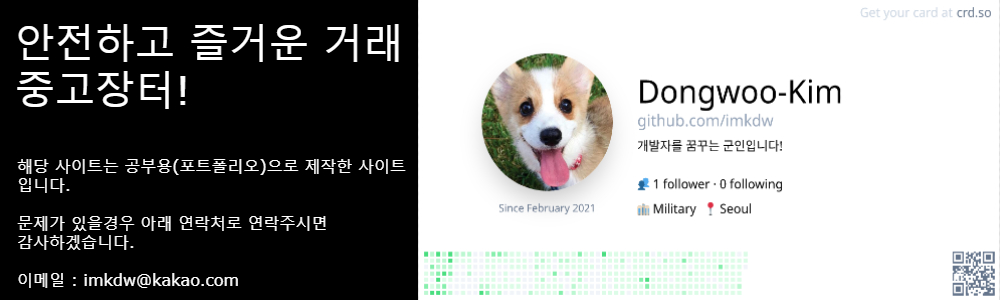 안전하고 즐거운 거래
중고장터!
해당 사이트는 공부용(포트폴리오)으로 제작한 사이트
입니다.
문제가 있을경우 아래 연락처로 연락주시면
감사하겠습니다.
이메일 : imkdw@kakao.com
Get your card at crd.so
Dongwoo-Kim
github.com/imkdw
개발자를 꿈꾸는 군인입니다!
1 follower · 0 following
Military Seoul
Since February 2021